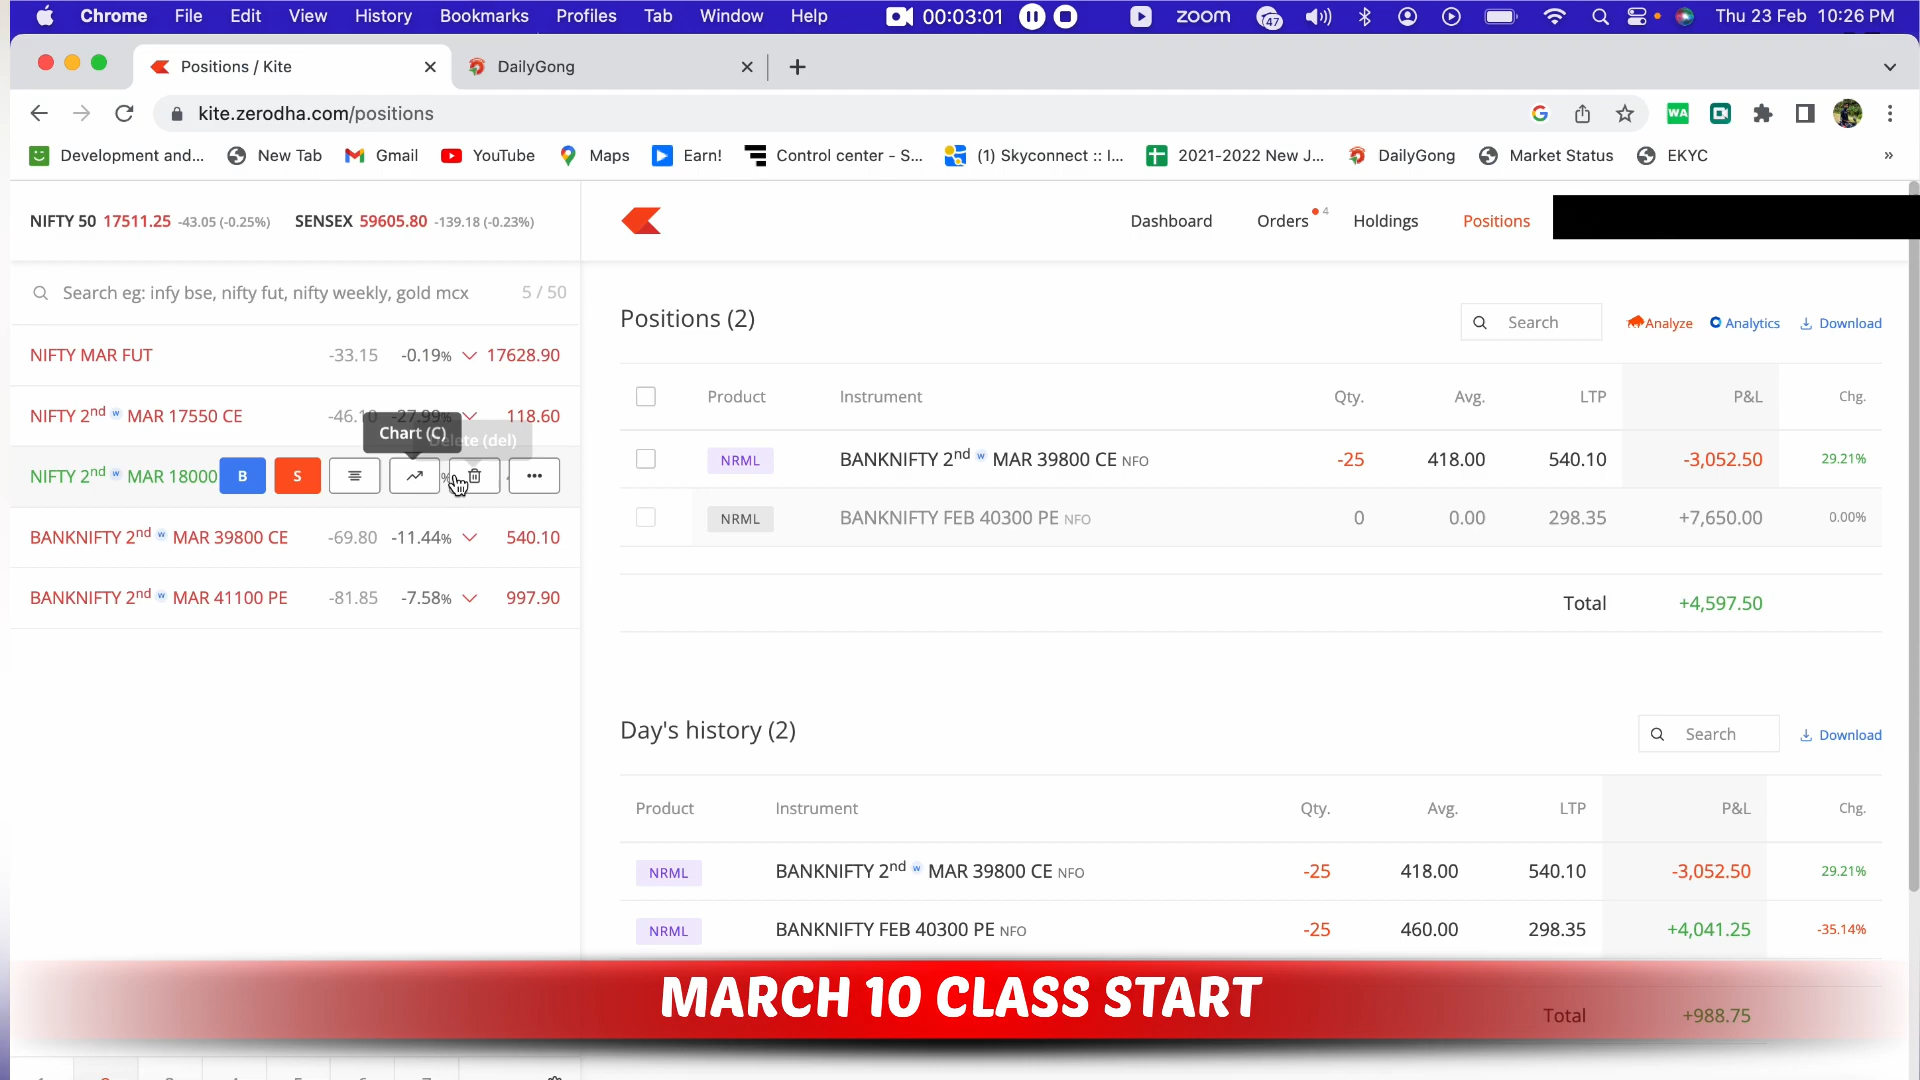 Chrome File Edit View History Bookmarks Profiles Tab Window Help 00:03:01 zoom 47 Thu 23 Feb 10:26 PM
Positions / Kite DailyGong
kite.zerodha.com/positions WA
Development and... New Tab Gmail YouTube Maps Earn! Control center - S... (1) Skyconnect :: I... 2021-2022 New J... DailyGong Market Status EKYC »
NIFTY 50 17511.25 -43.05 (-0.25%) SENSEX 59605.80 -139.18 (-0.23%)
Dashboard Orders 4 Holdings Positions
Search eg: infy bse, nifty fut, nifty weekly, gold mcx 5 / 50
NIFTY MAR FUT -33.15 -0.19% 17628.90
NIFTY 2nd w MAR 17550 CE -46.10 -27.99% 118.60
Chart (C) Delete (del)
NIFTY 2nd w MAR 18000 B S
BANKNIFTY 2nd w MAR 39800 CE -69.80 -11.44% 540.10
BANKNIFTY 2nd w MAR 41100 PE -81.85 -7.58% 997.90
Positions (2) Search Analyze Analytics Download
Product Instrument Qty. Avg. LTP P&L Chg.
NRML BANKNIFTY 2nd w MAR 39800 CE NFO -25 418.00 540.10 -3,052.50 29.21%
NRML BANKNIFTY FEB 40300 PE NFO 0 0.00 298.35 +7,650.00 0.00%
Total +4,597.50
Day's history (2) Search Download
Product Instrument Qty. Avg. LTP P&L Chg.
NRML BANKNIFTY 2nd w MAR 39800 CE NFO -25 418.00 540.10 -3,052.50 29.21%
NRML BANKNIFTY FEB 40300 PE NFO -25 460.00 298.35 +4,041.25 -35.14%
MARCH 10 CLASS START
Total +988.75